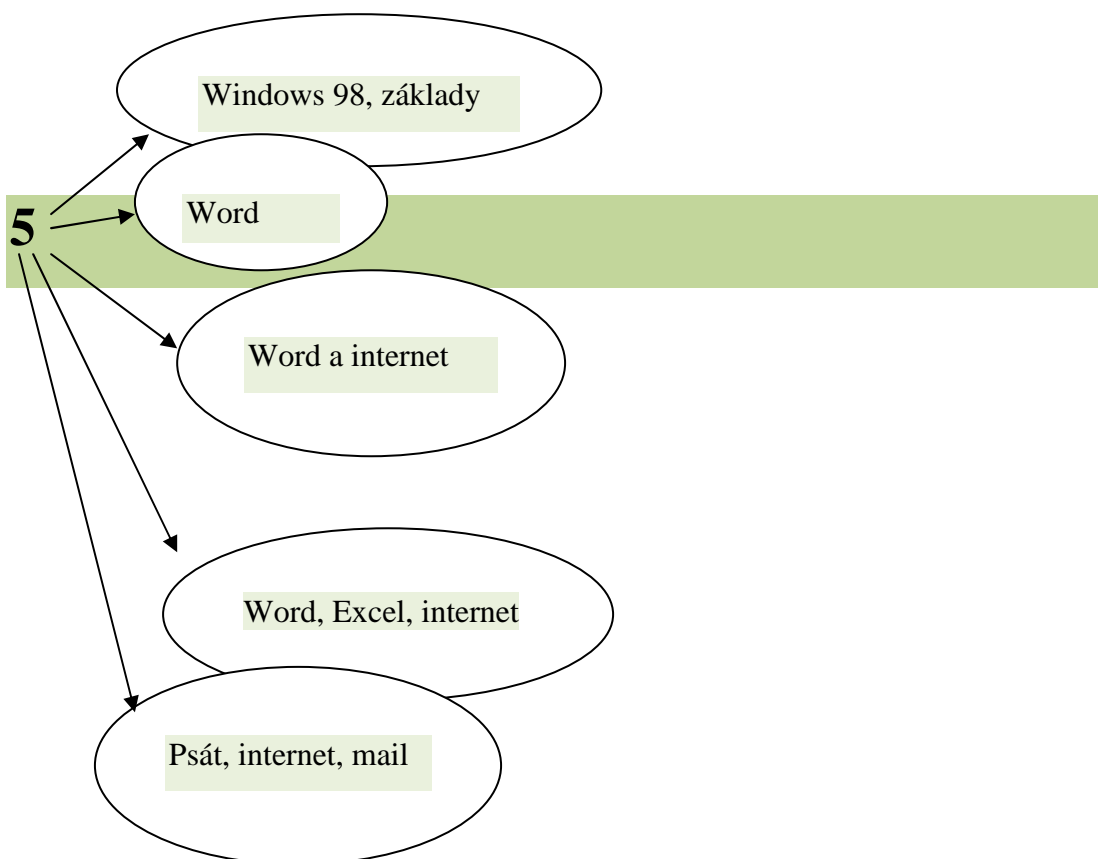 Windows 98, základy
Word
5
Word a internet
Word, Excel, internet
Psát, internet, mail